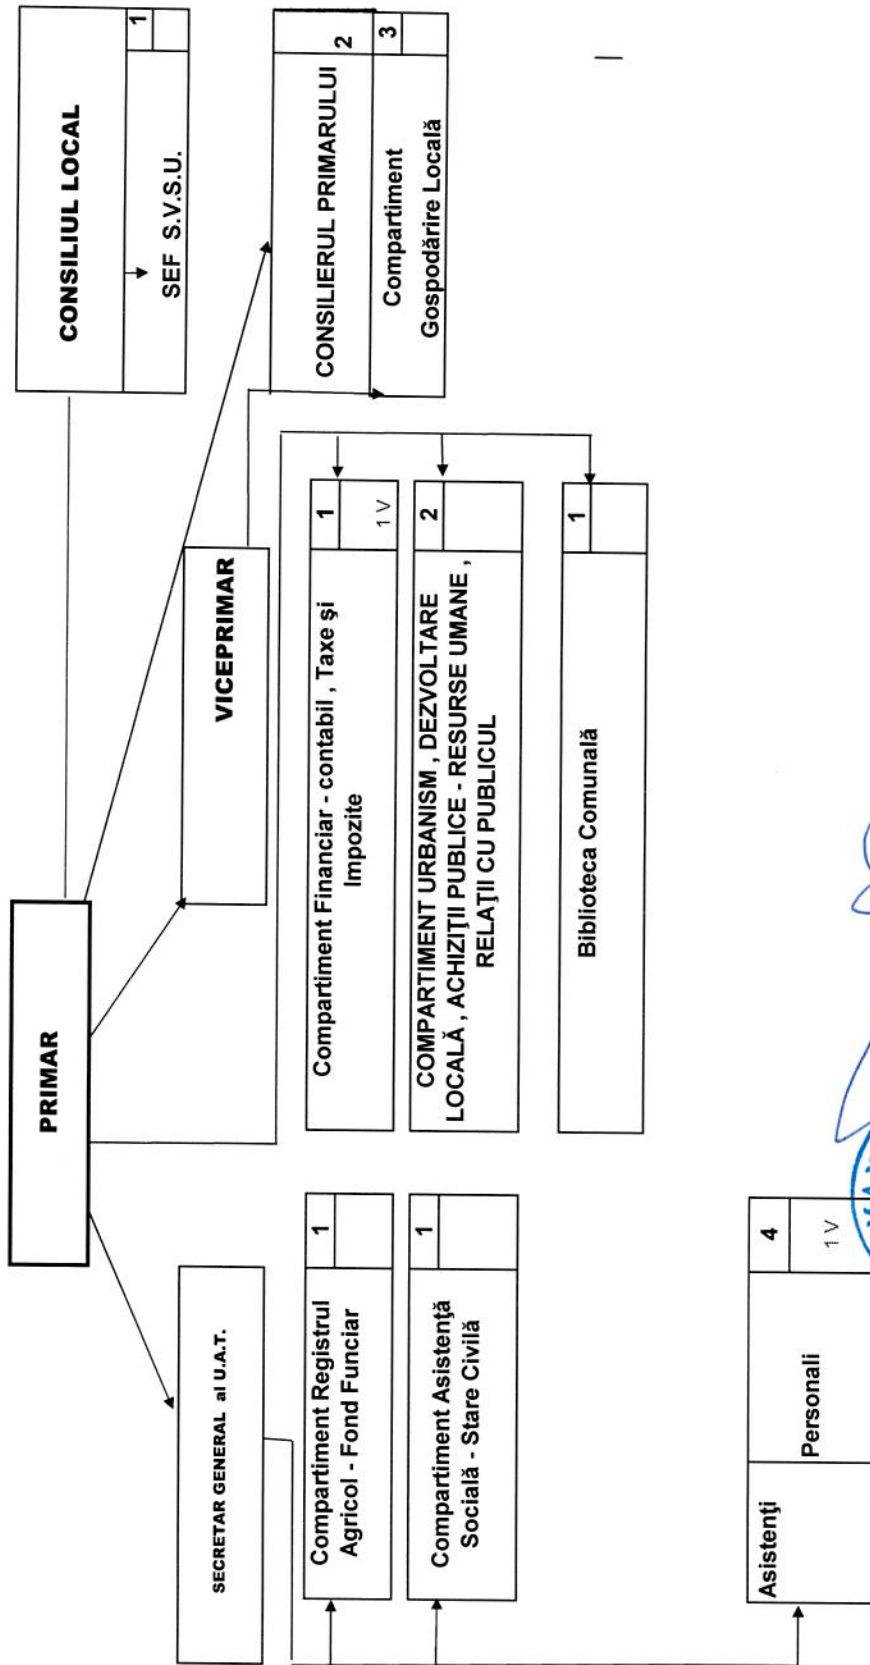 PRIMAR
CONSILIUL LOCAL
1
SEF S.V.S.U.
SECRETAR GENERAL al U.A.T.
VICEPRIMAR
CONSILIERUL PRIMARULUI
2
Compartiment
Gospodărire Locală
3
Compartiment Registrul
Agricol - Fond Funciar
1
Compartiment Financiar - contabil , Taxe şi
Impozite
1
1 V
Compartiment Asistenţă
Socială - Stare Civilă
1
COMPARTIMENT URBANISM , DEZVOLTARE
LOCALĂ , ACHIZIŢII PUBLICE - RESURSE UMANE ,
RELAŢII CU PUBLICUL
2
Biblioteca Comunală
1
Asistenţi
Personali
4
1 V